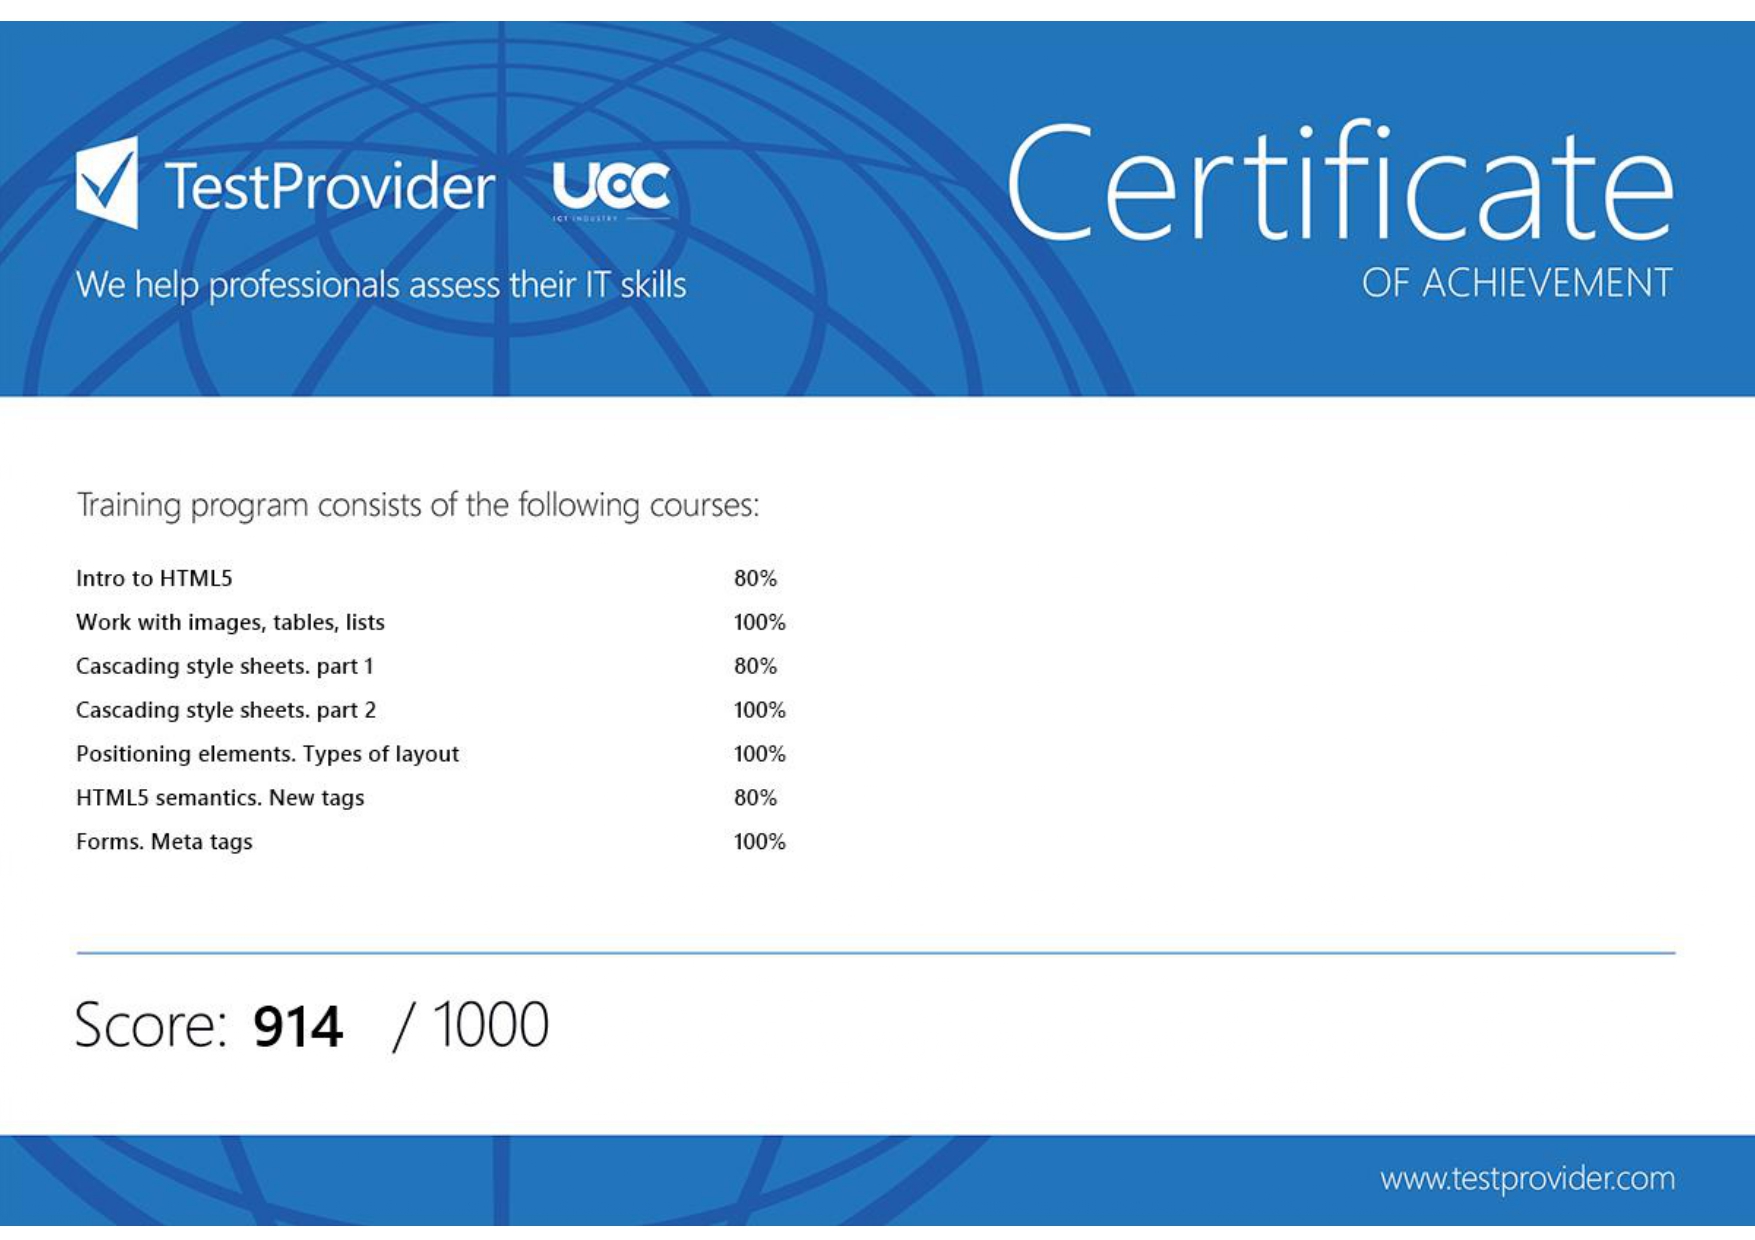 TestProvider
UCC
ICT INDUSTRY
We help professionals assess their IT skills
Certificate
OF ACHIEVEMENT
Training program consists of the following courses:
Intro to HTML5 80%
Work with images, tables, lists 100%
Cascading style sheets. part 1 80%
Cascading style sheets. part 2 100%
Positioning elements. Types of layout 100%
HTML5 semantics. New tags 80%
Forms. Meta tags 100%
Score: 914 / 1000
www.testprovider.com